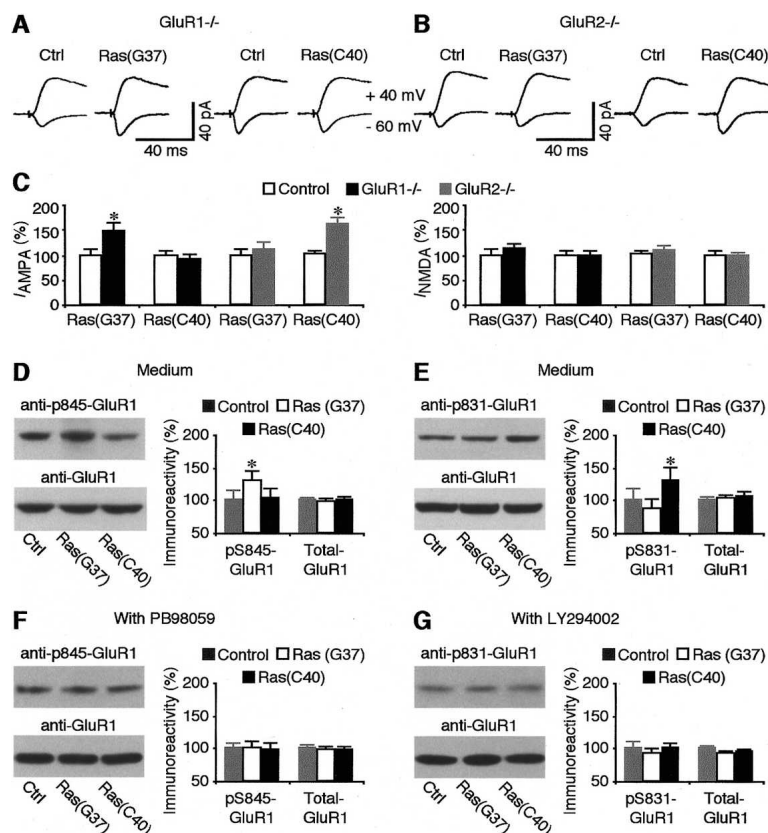 A GluR1-/- B GluR2-/-
Ctrl Ras(G37) Ctrl Ras(C40) Ctrl Ras(G37) Ctrl Ras(C40)
+ 40 mV
- 60 mV
40 pA 40 pA
40 ms 40 ms
C Control GluR1-/- GluR2-/-
I AMPA (%)
200
150
100
50
0
Ras(G37) Ras(C40) Ras(G37) Ras(C40)
*
*
I NMDA (%)
200
150
100
50
0
Ras(G37) Ras(C40) Ras(G37) Ras(C40)
D Medium
anti-p845-GluR1
anti-GluR1
Ctrl Ras(G37) Ras(C40)
Control Ras (G37)
Ras(C40)
Immunoreactivity (%)
200
150
100
50
*
pS845-GluR1 Total-GluR1
E Medium
anti-p831-GluR1
anti-GluR1
Ctrl Ras(G37) Ras(C40)
Control Ras (G37)
Ras(C40)
Immunoreactivity (%)
200
150
100
50
*
pS831-GluR1 Total-GluR1
F With PB98059
anti-p845-GluR1
anti-GluR1
Ctrl Ras(G37) Ras(C40)
Control Ras (G37)
Ras(C40)
Immunoreactivity (%)
200
150
100
50
pS845-GluR1 Total-GluR1
G With LY294002
anti-p831-GluR1
anti-GluR1
Ctrl Ras(G37) Ras(C40)
Control Ras (G37)
Ras(C40)
Immunoreactivity (%)
200
150
100
50
pS831-GluR1 Total-GluR1